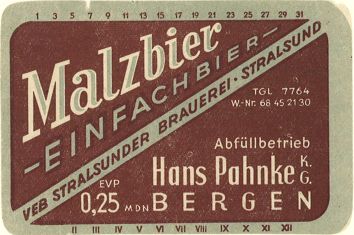 1 3 5 7 9 11 13 15 17 19 21 23 25 27 29 31
Malzbier
—EINFACHBIER—
VEB STRALSUNDER BRAUEREI · STRALSUND
TGL 7764
W.-Nr. 68 45 21 30
Abfüllbetrieb
Hans Pahnke K.G.
EVP
0,25 MDN
BERGEN
II IV VI VII VIII IX X XI XII